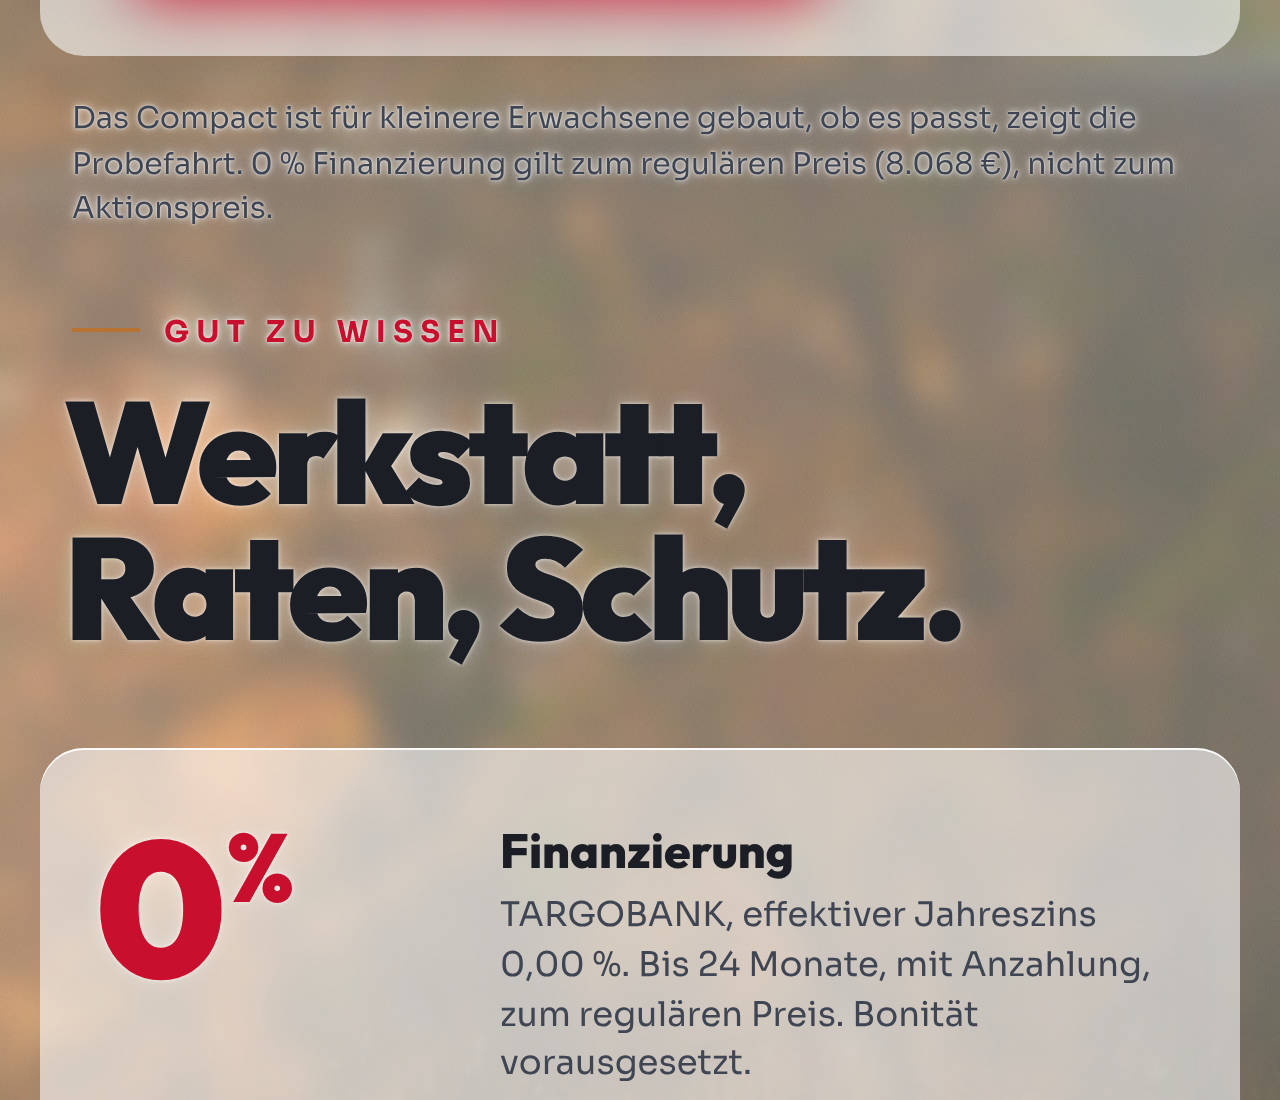 Das Compact ist für kleinere Erwachsene gebaut, ob es passt, zeigt die
Probefahrt. 0 % Finanzierung gilt zum regulären Preis (8.068 €), nicht zum
Aktionspreis.
GUT ZU WISSEN
Werkstatt,
Raten, Schutz.
0%
Finanzierung
TARGOBANK, effektiver Jahreszins
0,00 %. Bis 24 Monate, mit Anzahlung,
zum regulären Preis. Bonität
vorausgesetzt.